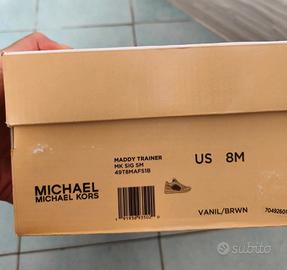 MADDY TRAINER
MK SIG SM
49T8MAFS1B
US 8M
MICHAEL
MICHAEL KORS
VANIL/BRWN
subito